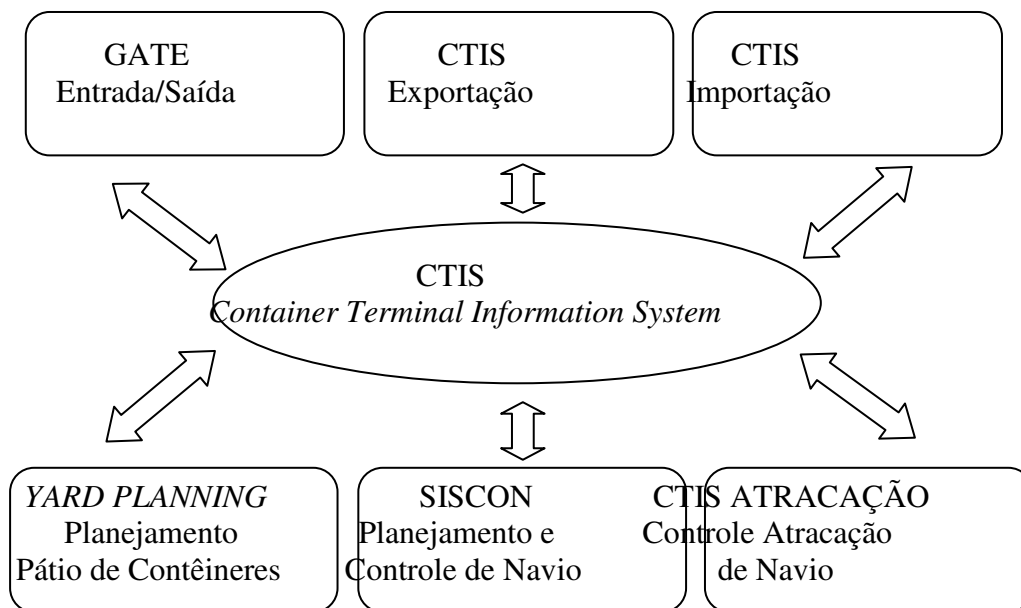 GATE
Entrada/Saída
CTIS
Exportação
CTIS
Importação
CTIS
Container Terminal Information System
YARD PLANNING
Planejamento
Pátio de Contêineres
SISCON
Planejamento e
Controle de Navio
CTIS ATRACAÇÃO
Controle Atracação
de Navio